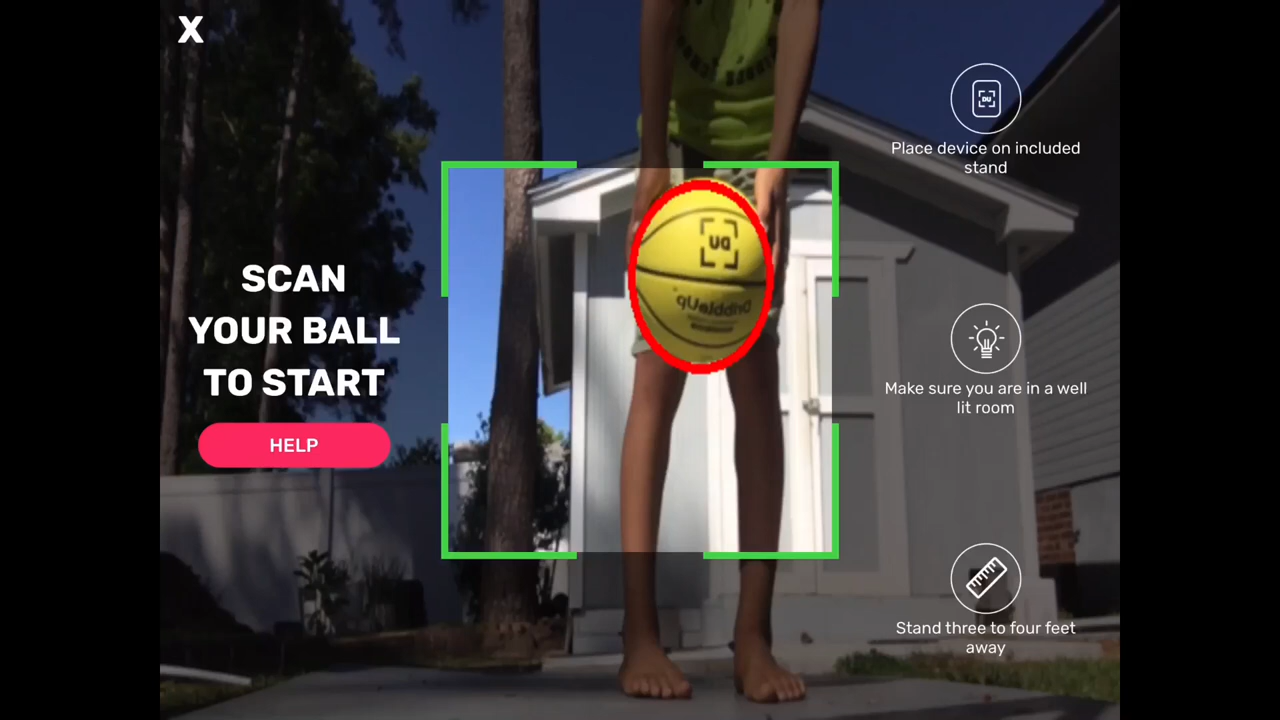 X
SCAN
YOUR BALL
TO START
HELP
DU
DribbleUp
DU
Place device on included
stand
Make sure you are in a well
lit room
Stand three to four feet
away